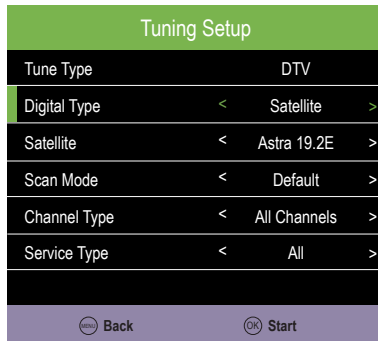 Tuning Setup
Tune Type DTV
Digital Type < Satellite >
Satellite < Astra 19.2E >
Scan Mode < Default >
Channel Type < All Channels >
Service Type < All >
MENU Back OK Start